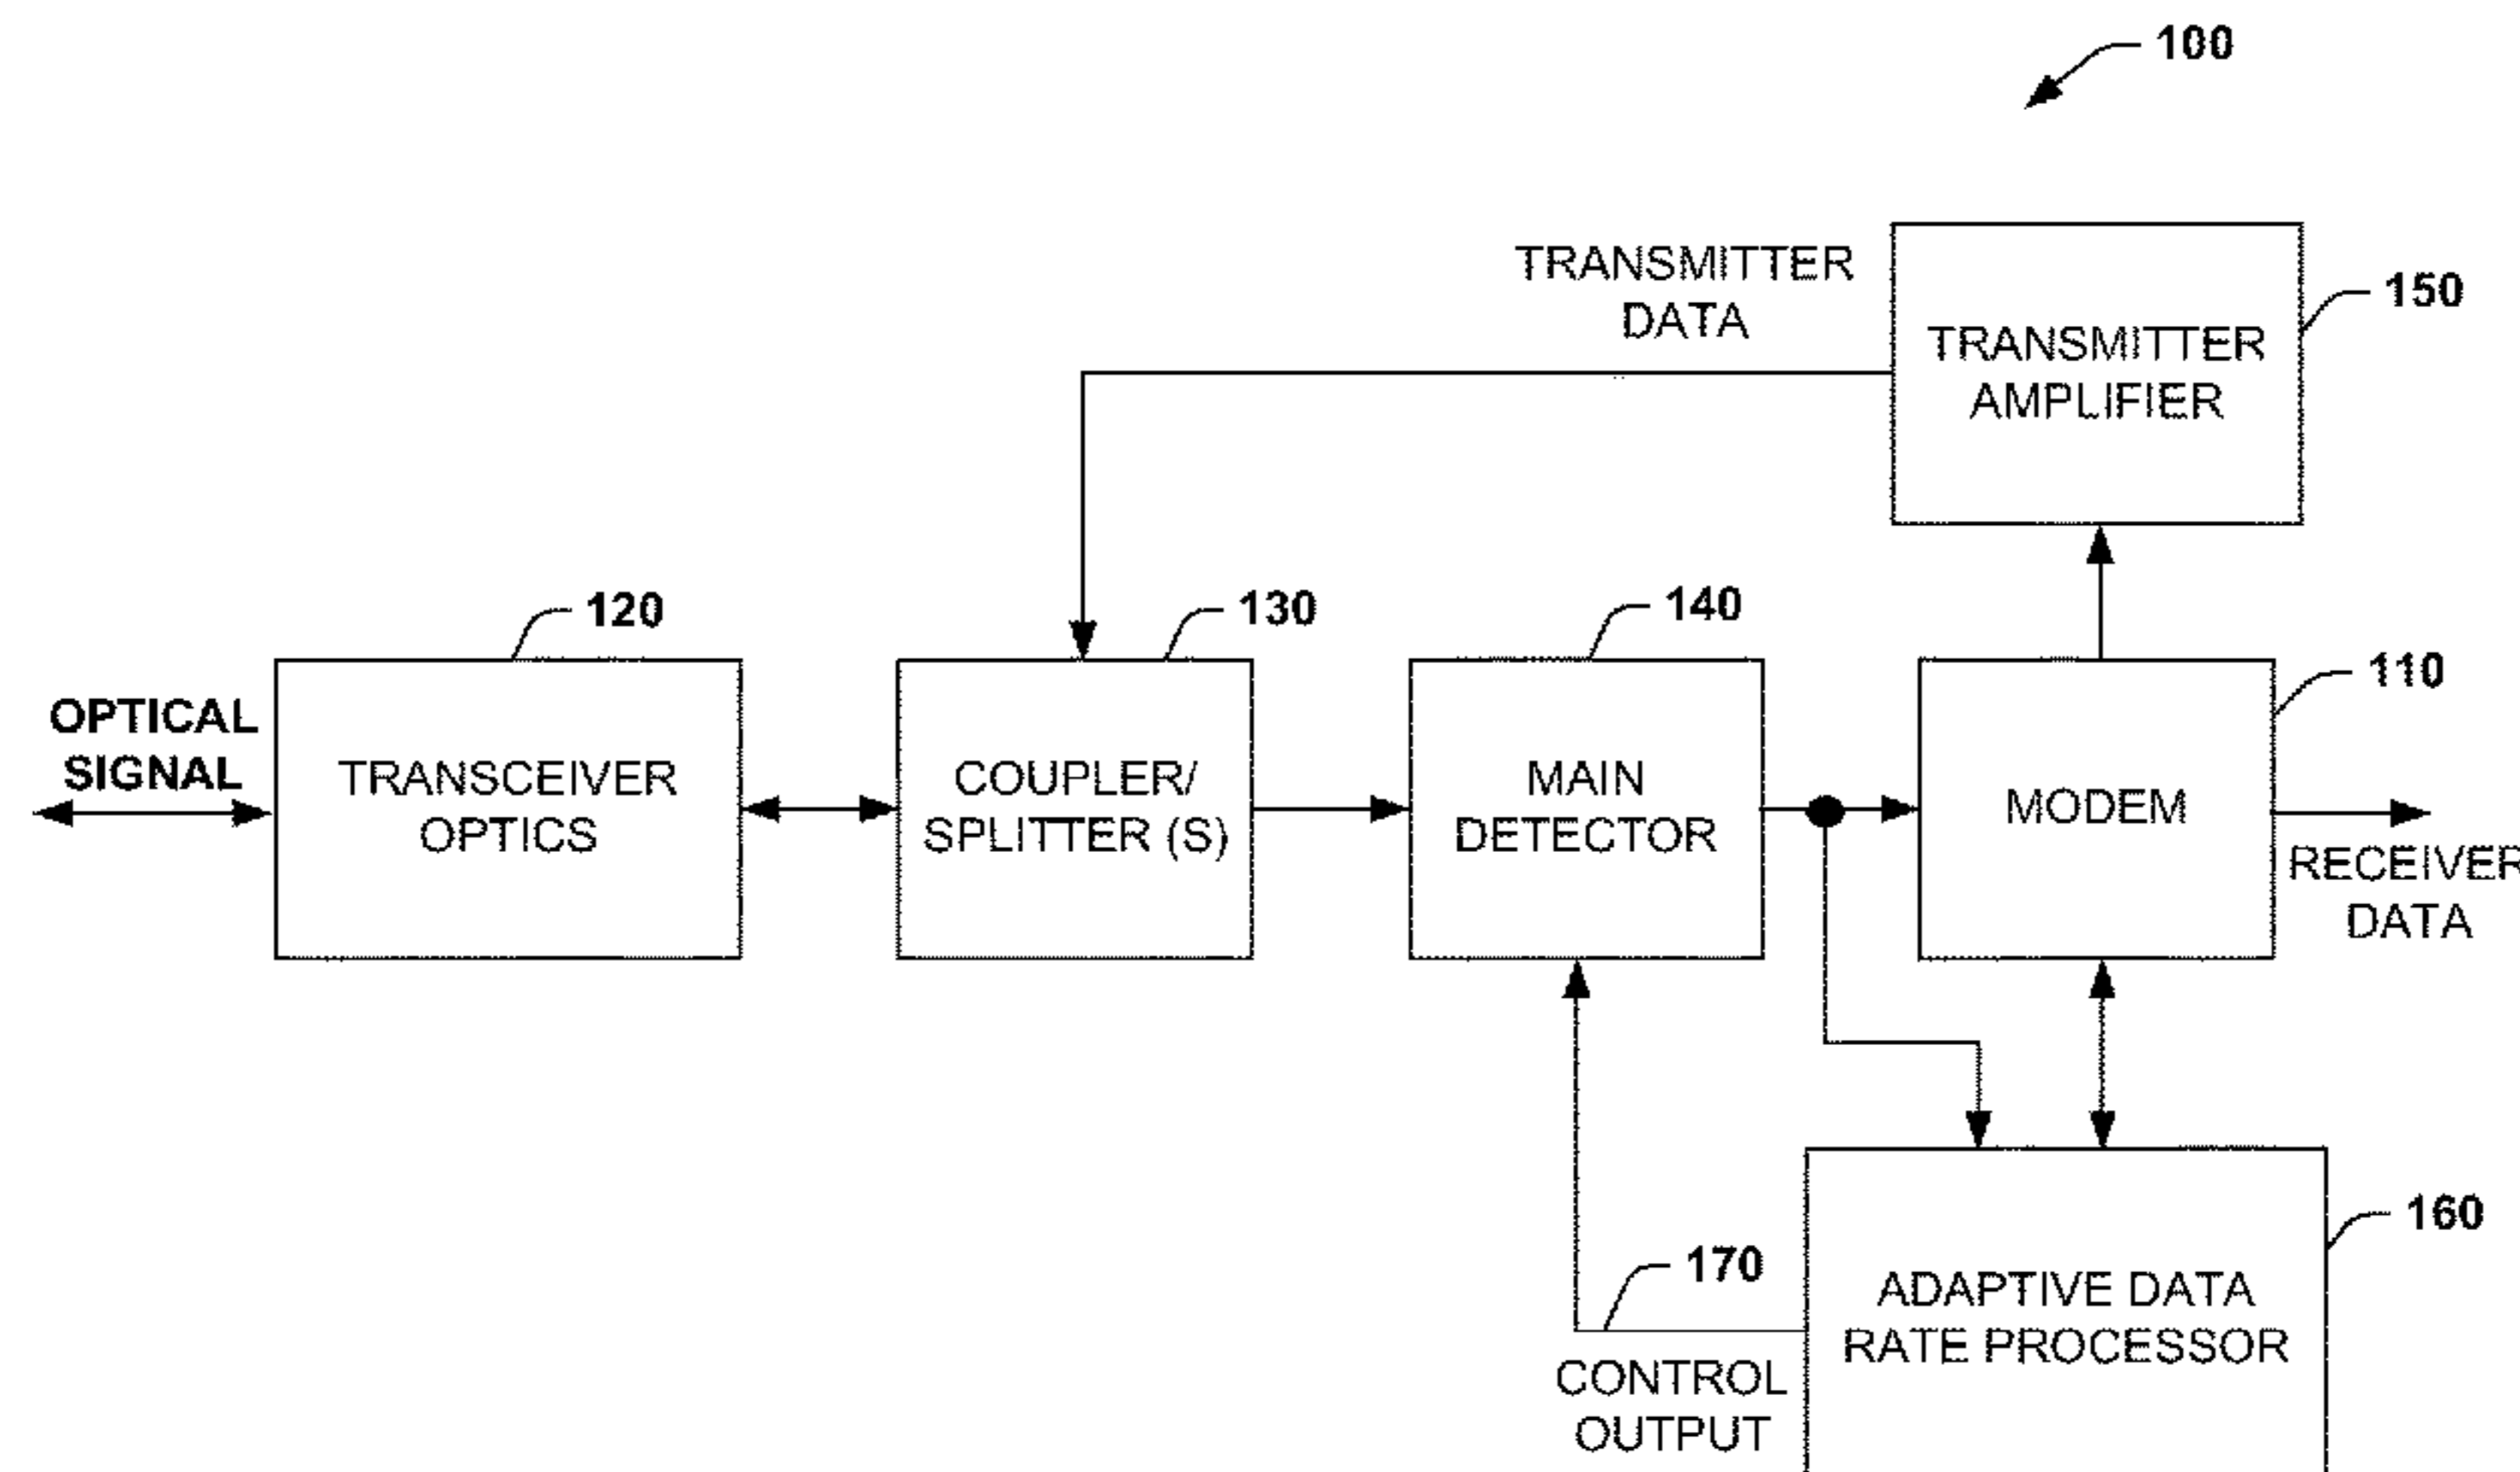 100
TRANSMITTER
DATA
150
TRANSMITTER
AMPLIFIER
120
130
140
110
OPTICAL
SIGNAL
TRANSCEIVER
OPTICS
COUPLER/
SPLITTER (S)
MAIN
DETECTOR
MODEM
RECEIVER
DATA
160
170
ADAPTIVE DATA
RATE PROCESSOR
CONTROL
OUTPUT